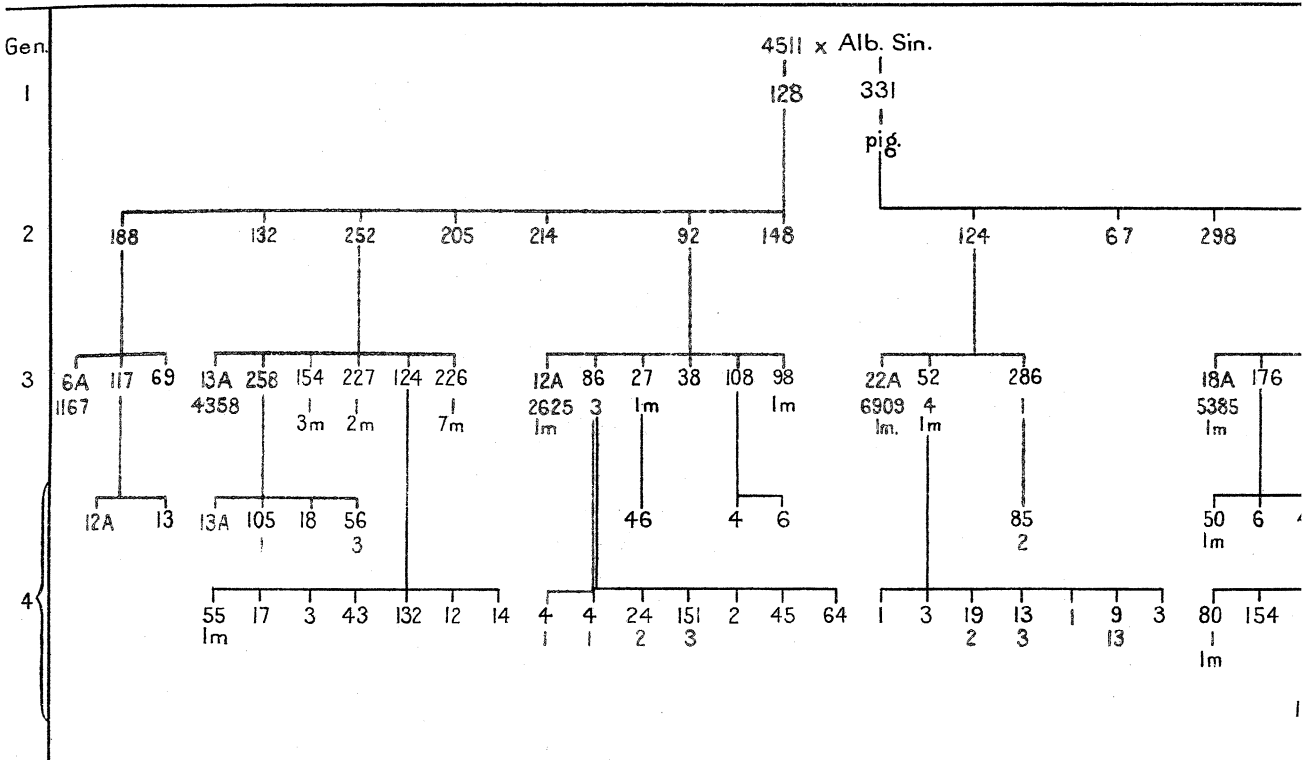 Gen. 4511 x Alb. Sin.
1 128 331
pig.
2 188 132 252 205 214 92 148 124 67 298
3 6A 117 69 13A 258 154 227 124 226 12A 86 27 38 108 98 22A 52 286 18A 176
1167 4358 1 1 1 2625 3 1m 1m 6909 4 1 5385
3m 2m 7m 1m 1m. 1m 1m
12A 13 13A 105 18 56 46 4 6 85 50 6
1 3 2 1m
4 55 17 3 43 132 12 14 4 4 24 151 2 45 64 1 3 19 13 1 9 3 80 154
1m 1 1 2 3 2 3 13 1
1m